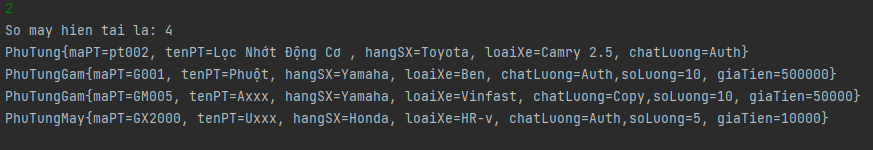 2
So may hien tai la: 4
PhuTung{maPT=pt002, tenPT=Lọc Nhớt Động Cơ , hangSX=Toyota, loaiXe=Camry 2.5, chatLuong=Auth}
PhuTungGam{maPT=G001, tenPT=Phuột, hangSX=Yamaha, loaiXe=Ben, chatLuong=Auth,soLuong=10, giaTien=500000}
PhuTungGam{maPT=GM005, tenPT=Axxx, hangSX=Yamaha, loaiXe=Vinfast, chatLuong=Copy,soLuong=10, giaTien=50000}
PhuTungMay{maPT=GX2000, tenPT=Uxxx, hangSX=Honda, loaiXe=HR-v, chatLuong=Auth,soLuong=5, giaTien=10000}